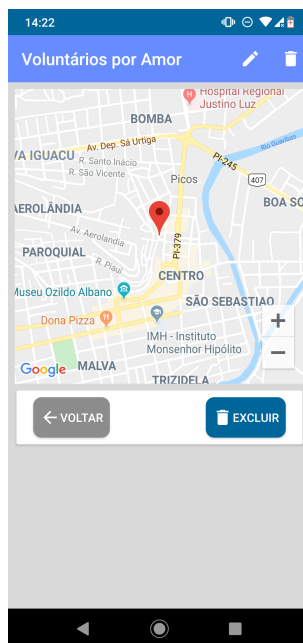 14:22
Voluntários por Amor
Hospital Regional
Justino Luz
BOMBA
Av. Dep. Sá Urtiga
Rio Guaribas
VA IGUACU
R. Santo Inácio
PI-245
R. São Vicente
Picos
407
AEROLÂNDIA
BOA SO
Av. Aerolandia
PI-379
PAROQUIAL
R. Piauí
CENTRO
Museu Ozildo Albano
SÃO SEBASTIAO
Dona Pizza
IMH - Instituto
Monsenhor Hipólito
+
−
Google
MALVA
TRIZIDELA
VOLTAR
EXCLUIR